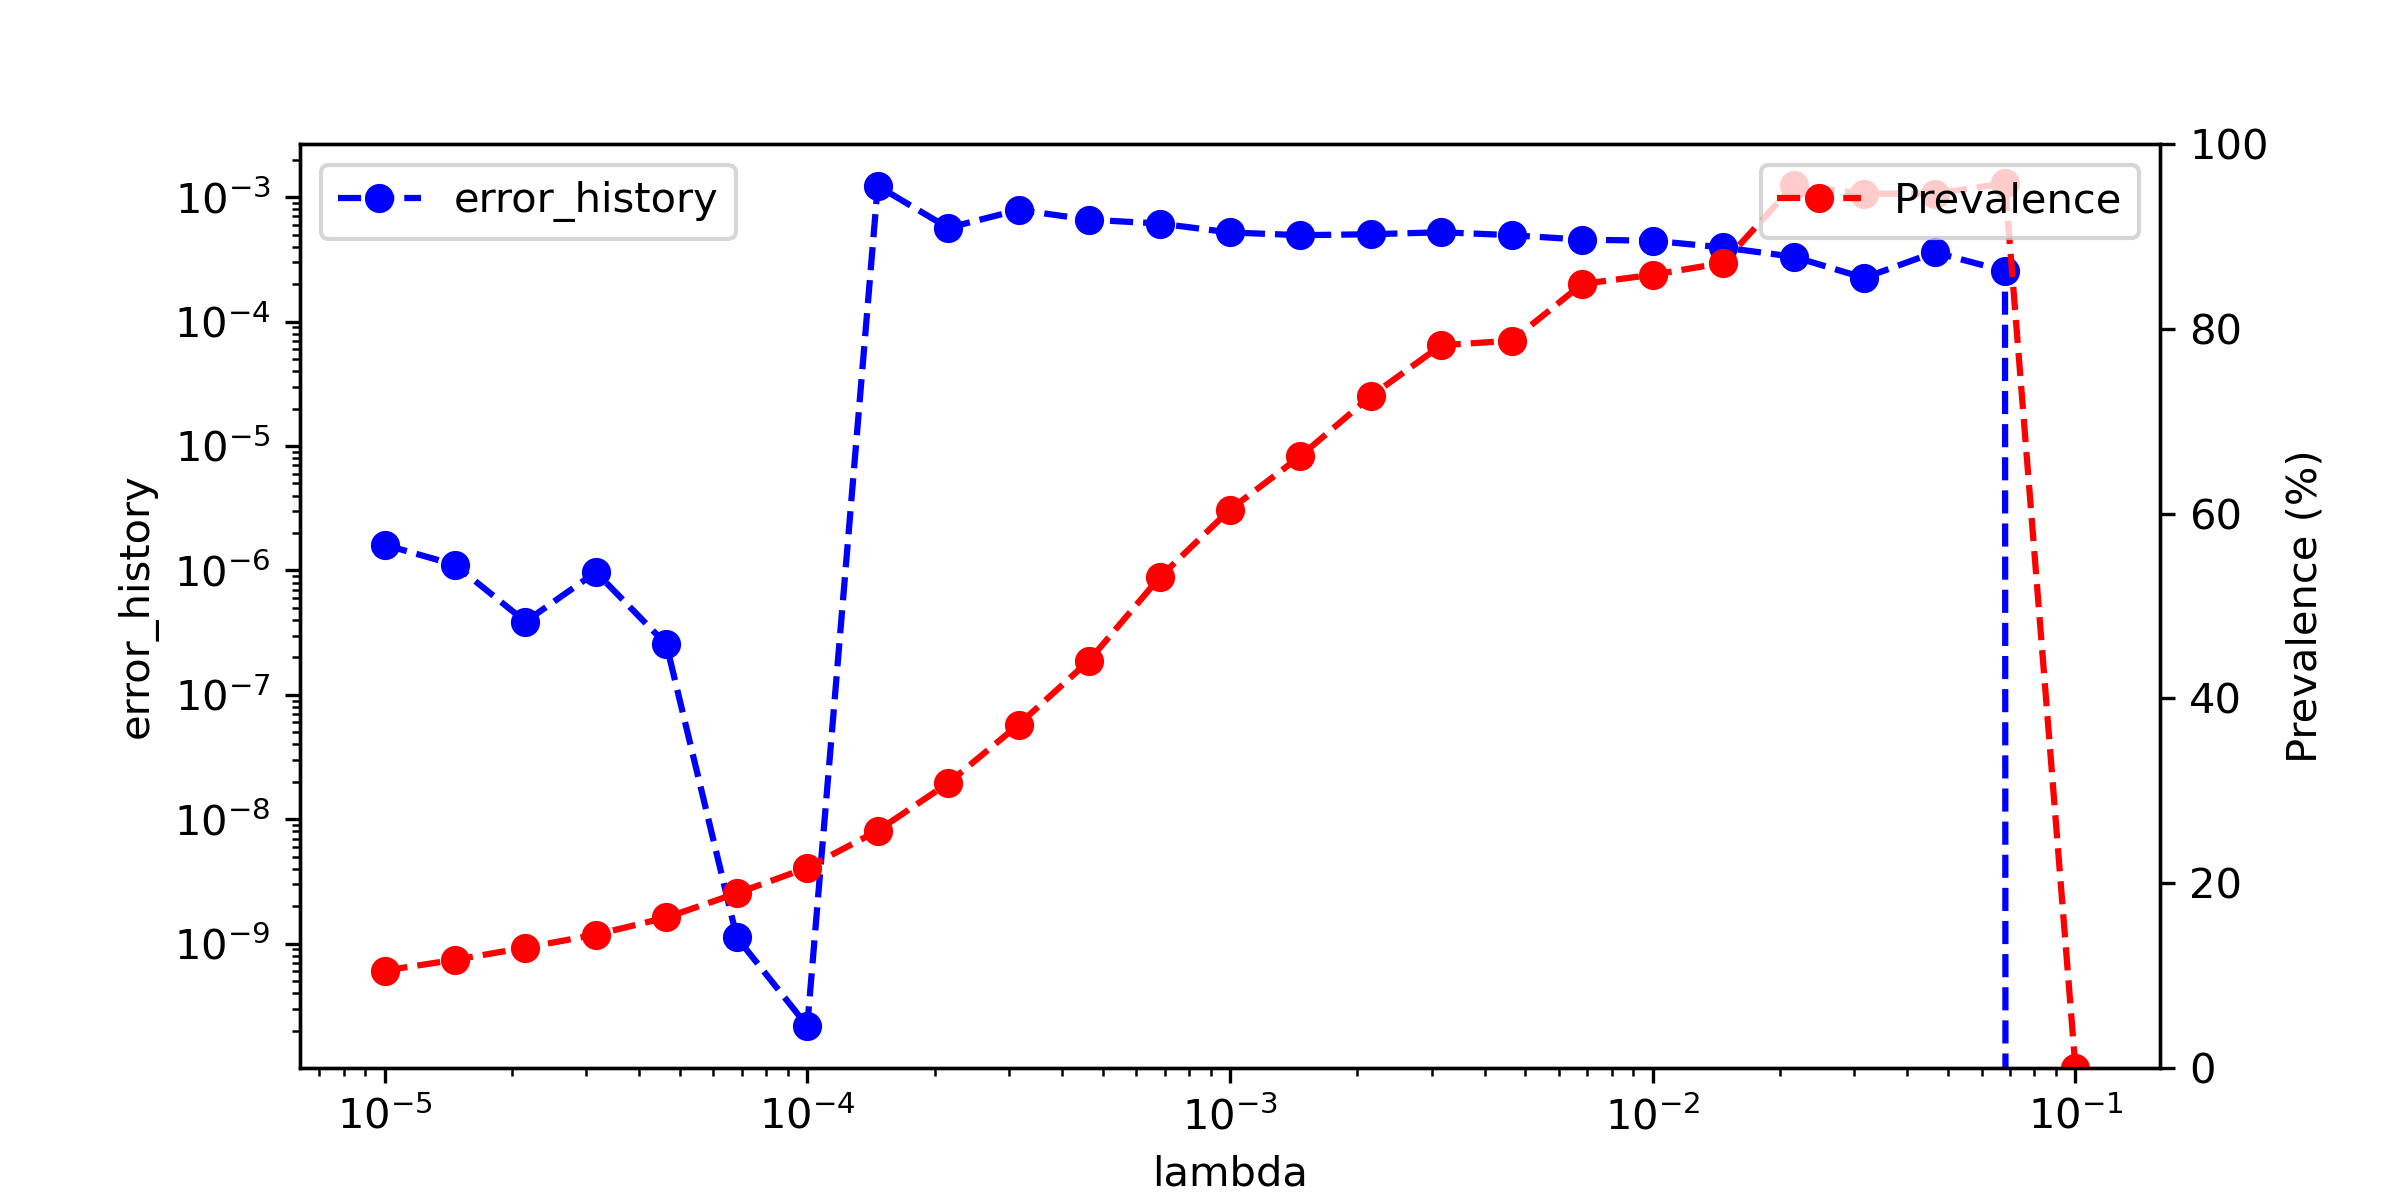 error_history
Prevalence
10⁻³
10⁻⁴
10⁻⁵
10⁻⁶
10⁻⁷
10⁻⁸
10⁻⁹
error_history
100
80
60
40
20
0
Prevalence (%)
10⁻⁵ 10⁻⁴ 10⁻³ 10⁻² 10⁻¹
lambda